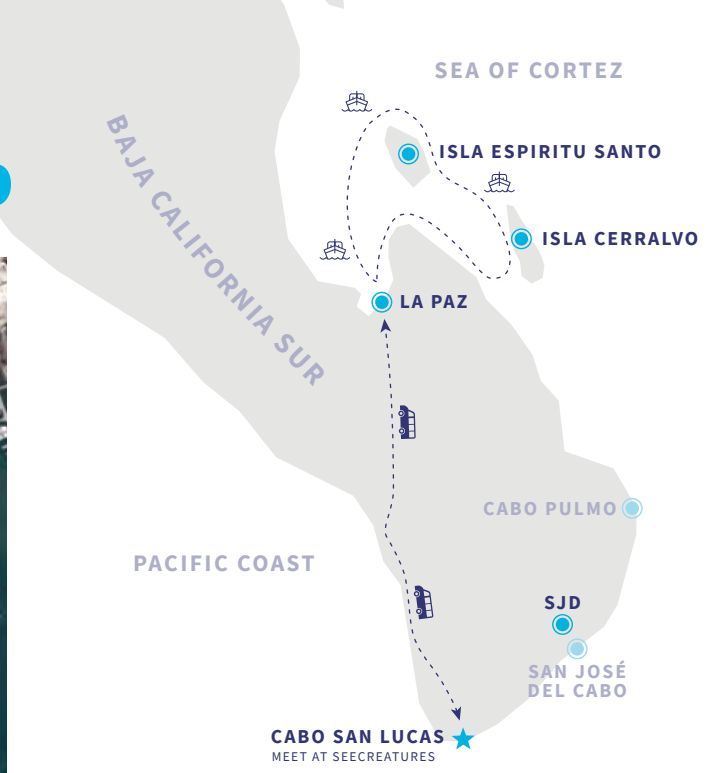 SEA OF CORTEZ
BAJA CALIFORNIA SUR
ISLA ESPIRITU SANTO
ISLA CERRALVO
LA PAZ
CABO PULMO
PACIFIC COAST
SJD
SAN JOSÉ
DEL CABO
CABO SAN LUCAS
MEET AT SEECREATURES